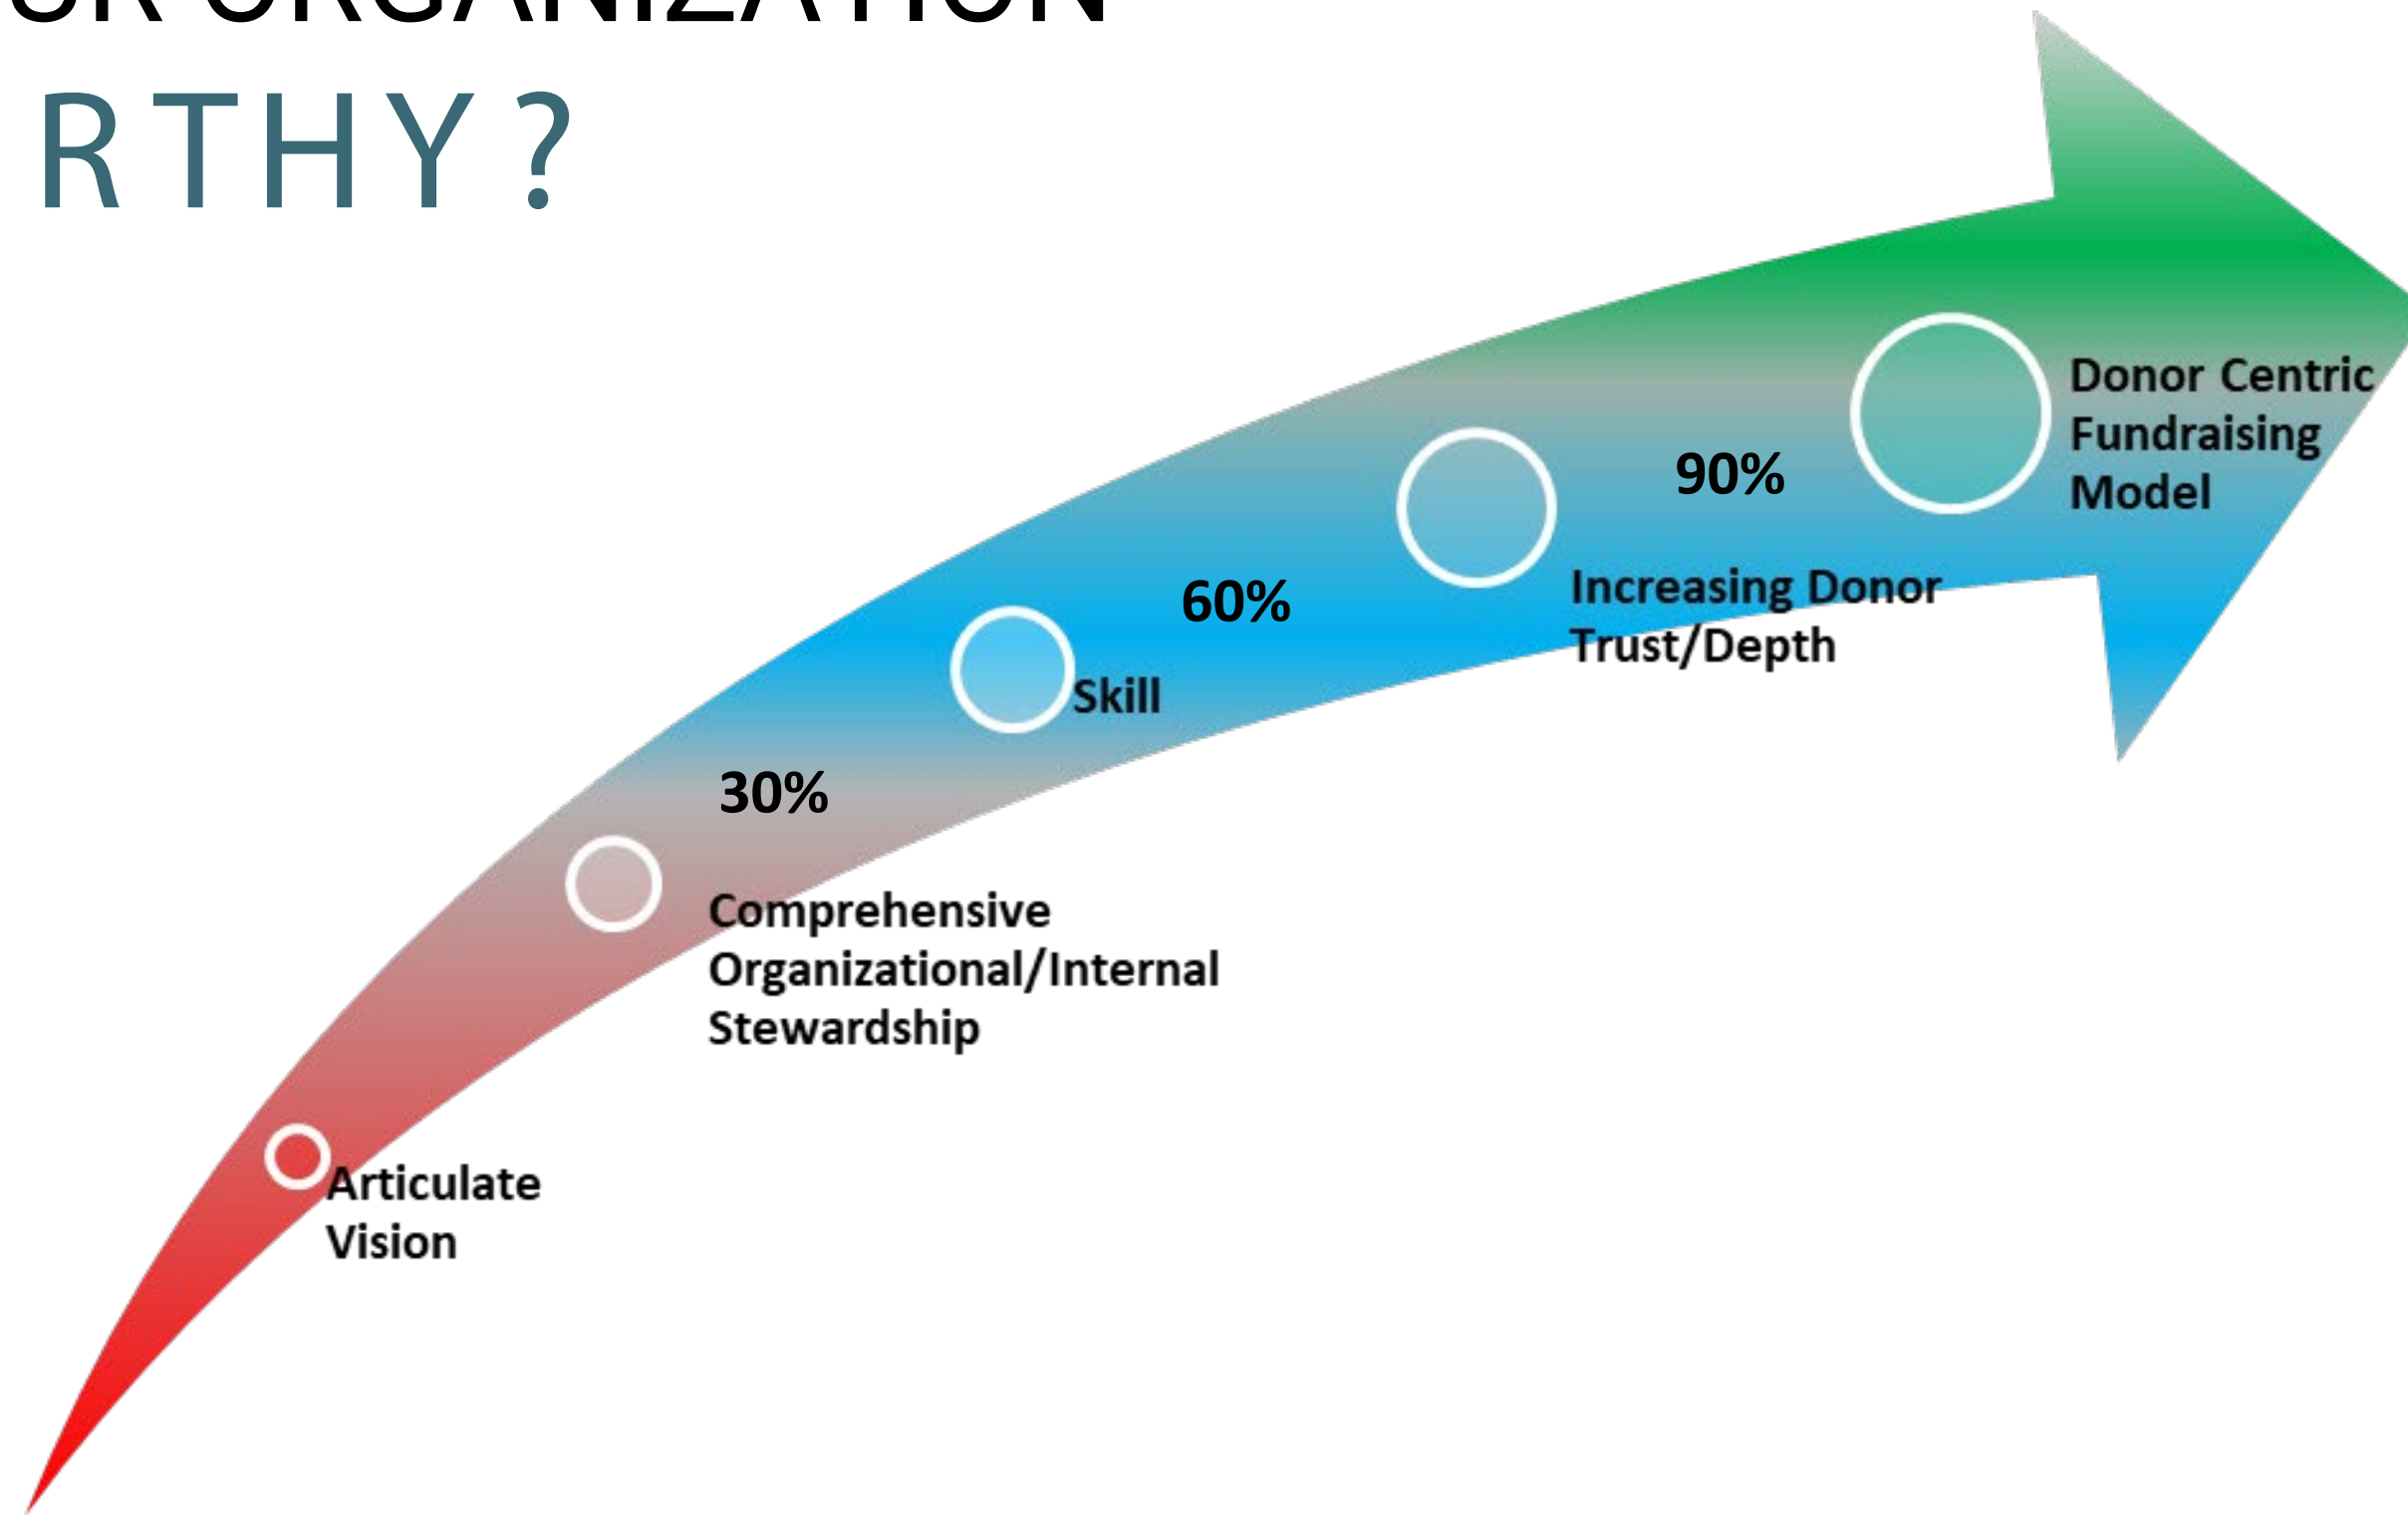 ORGANIZATION
RTHY?
Donor Centric
Fundraising
Model
90%
Increasing Donor
Trust/Depth
60%
Skill
30%
Comprehensive
Organizational/Internal
Stewardship
Articulate
Vision